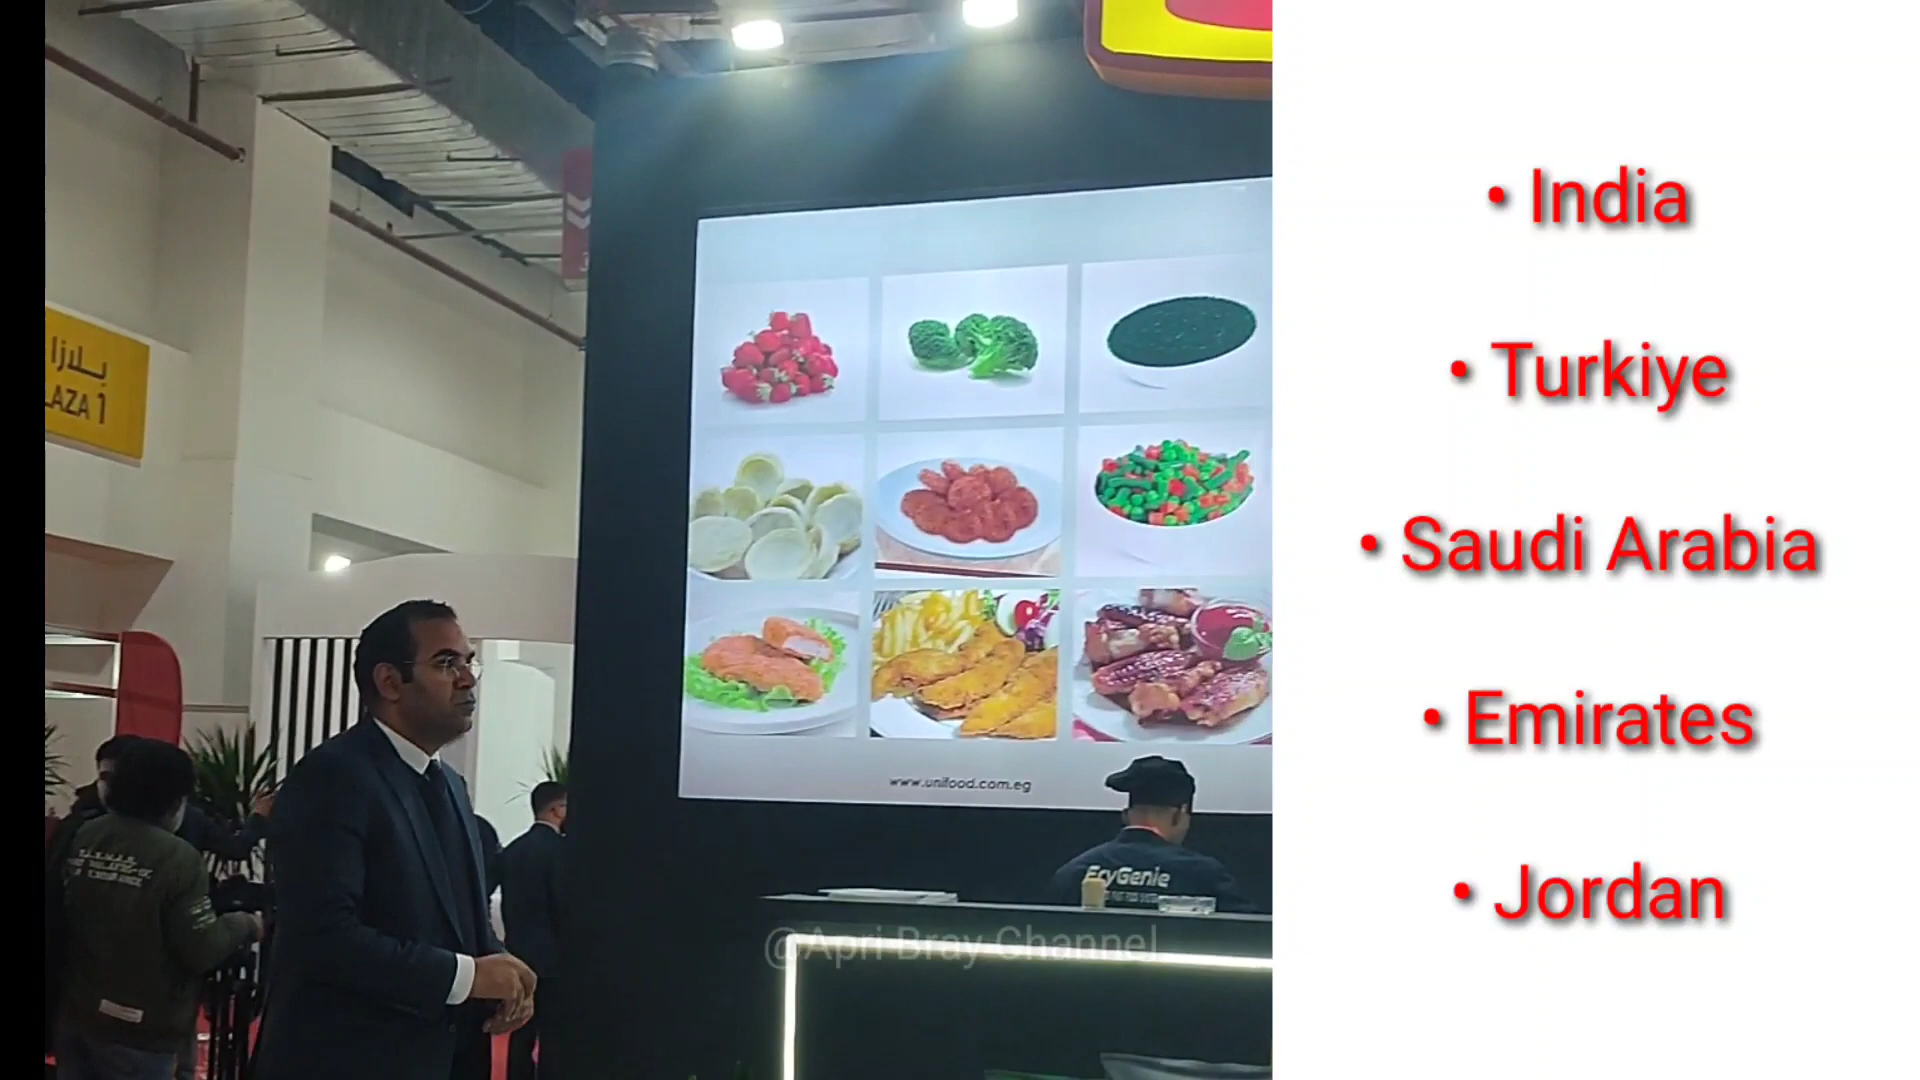 بلازا
LAZA 1
www.unifood.com.eg
FryGenie
@Apri Bray Channel
• India
• Turkiye
• Saudi Arabia
• Emirates
• Jordan